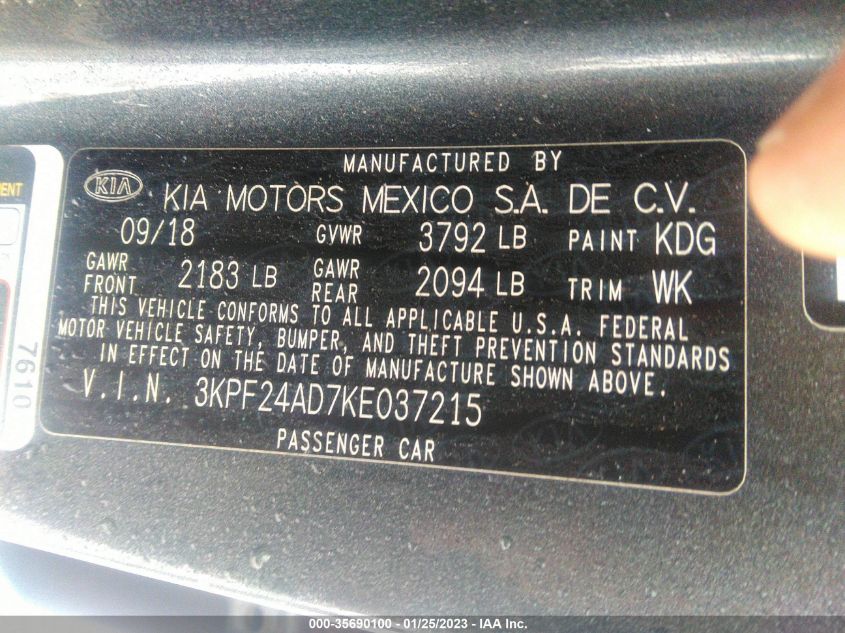 MENT
7610
MANUFACTURED BY
KIA KIA MOTORS MEXICO S.A. DE C.V.
09/18 GVWR 3792 LB PAINT KDG
GAWR FRONT 2183 LB GAWR REAR 2094 LB TRIM WK
THIS VEHICLE CONFORMS TO ALL APPLICABLE U.S.A. FEDERAL
MOTOR VEHICLE SAFETY, BUMPER, AND THEFT PREVENTION STANDARDS
IN EFFECT ON THE DATE OF MANUFACTURE SHOWN ABOVE.
V.I.N. 3KPF24AD7KE037215
PASSENGER CAR
000-35690100 - 01/25/2023 - IAA Inc.